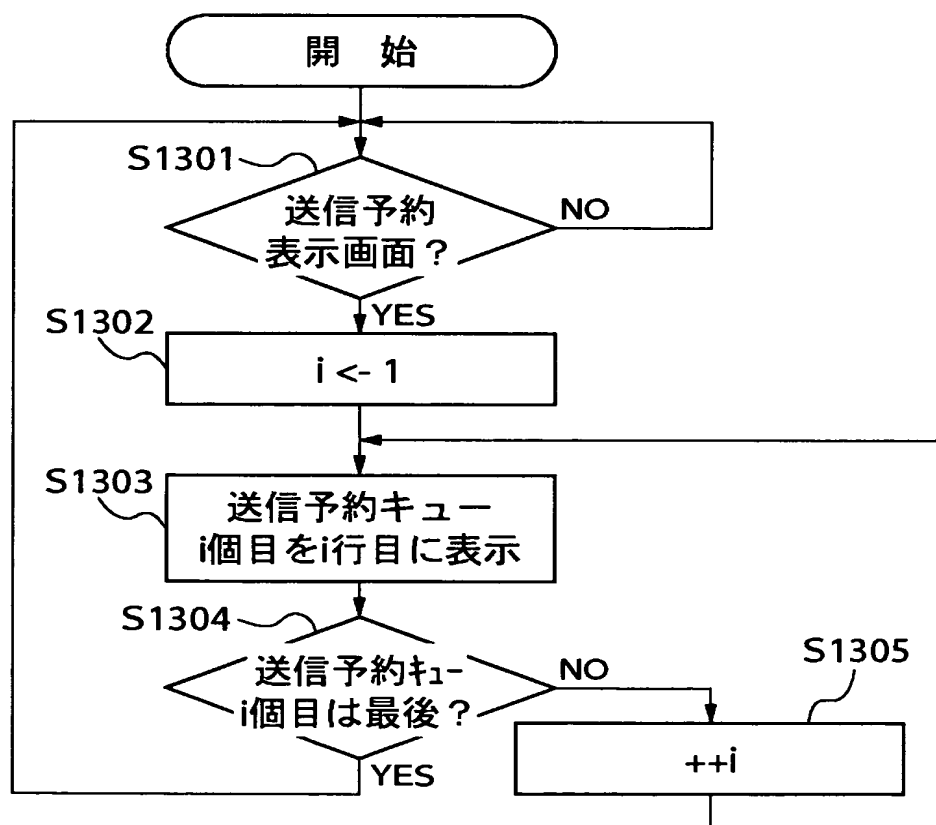 開 始
S1301
送信予約
表示画面?
NO
YES
S1302
i <- 1
S1303
送信予約キュー
i個目をi行目に表示
S1304
送信予約ｷｭｰ
i個目は最後?
NO
YES
S1305
++i